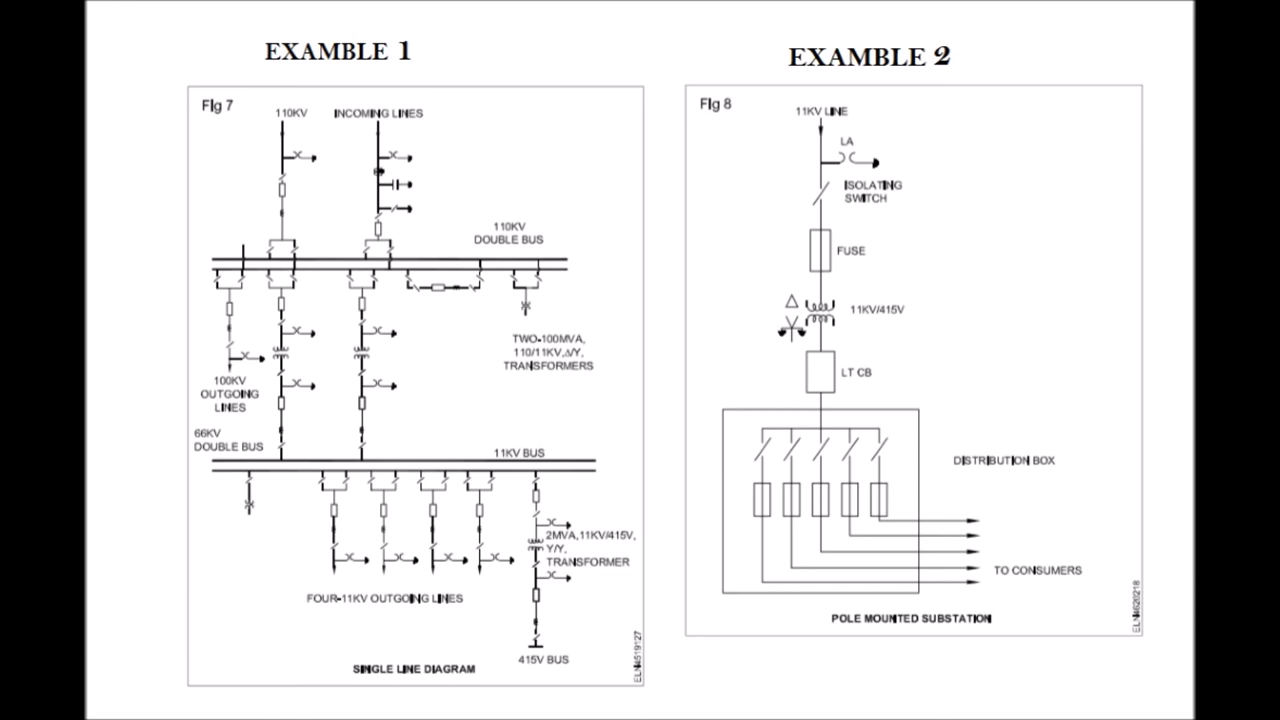 EXAMBLE 1
Fig 7
110KV
INCOMING LINES
110KV
DOUBLE BUS
TWO-100MVA,
110/11KV,Δ/Y,
TRANSFORMERS
100KV
OUTGOING
LINES
66KV
DOUBLE BUS
11KV BUS
2MVA,11KV/415V,
Y/Y,
TRANSFORMER
FOUR-11KV OUTGOING LINES
415V BUS
SINGLE LINE DIAGRAM
ELN4519127
EXAMBLE 2
Fig 8
11KV LINE
LA
ISOLATING
SWITCH
FUSE
11KV/415V
LT CB
DISTRIBUTION BOX
TO CONSUMERS
POLE MOUNTED SUBSTATION
ELN4620218